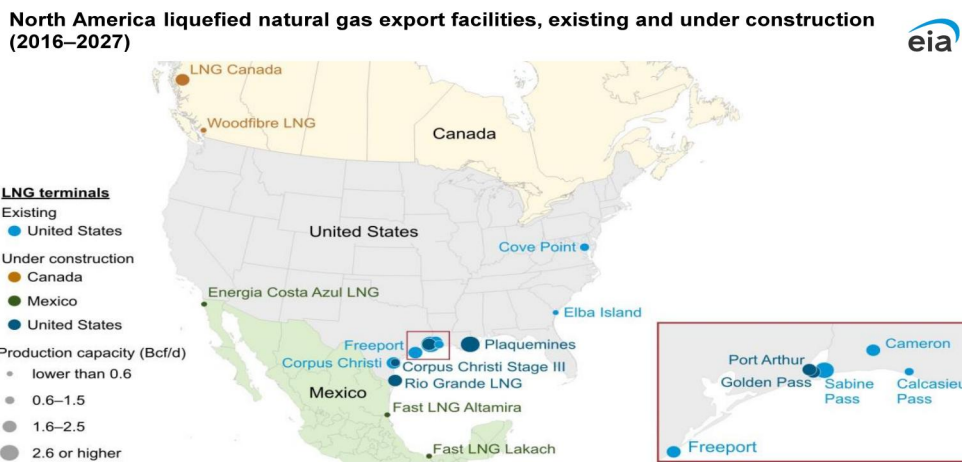 North America liquefied natural gas export facilities, existing and under construction
(2016–2027)
eia
LNG Canada
Woodfibre LNG
Canada
LNG terminals
Existing
United States
Under construction
Canada
Mexico
United States
Production capacity (Bcf/d)
lower than 0.6
0.6–1.5
1.6–2.5
2.6 or higher
United States
Cove Point
Energia Costa Azul LNG
Elba Island
Freeport
Plaquemines
Corpus Christi
Corpus Christi Stage III
Rio Grande LNG
Mexico
Fast LNG Altamira
Fast LNG Lakach
Cameron
Port Arthur
Golden Pass
Sabine
Pass
Calcasieu
Pass
Freeport